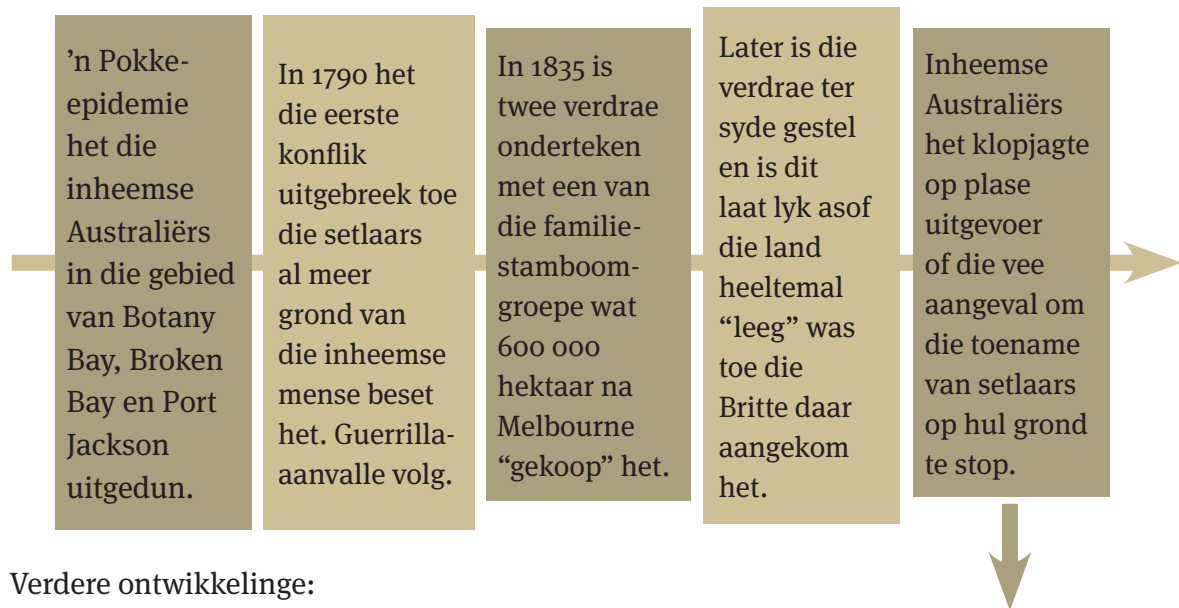 ’n Pokke-
epidemie
het die
inheemse
Australiërs
in die gebied
van Botany
Bay, Broken
Bay en Port
Jackson
uitgedun.
In 1790 het
die eerste
konflik
uitgebreek toe
die setlaars
al meer
grond van
die inheemse
mense beset
het. Guerrilla-
aanvalle volg.
In 1835 is
twee verdrae
onderteken
met een van
die familie-
stamboom-
groepe wat
600 000
hektaar na
Melbourne
“gekoop” het.
Later is die
verdrae ter
syde gestel
en is dit
laat lyk asof
die land
heeltemal
“leeg” was
toe die
Britte daar
aangekom
het.
Inheemse
Australiërs
het klopjagte
op plase
uitgevoer
of die vee
aangeval om
die toename
van setlaars
op hul grond
te stop.
Verdere ontwikkelinge: